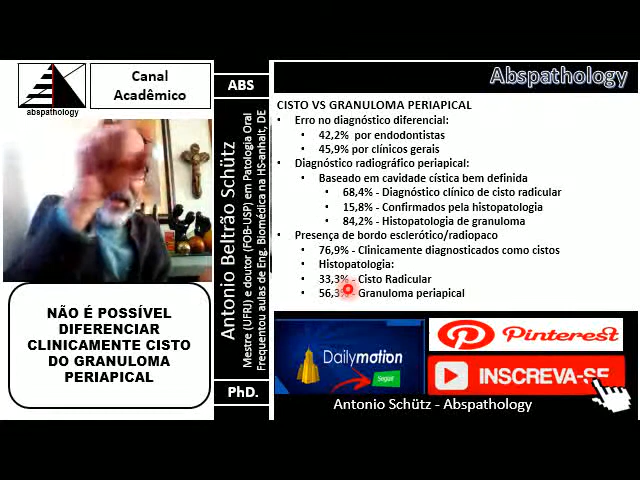 Canal
Acadêmico
abspathology
ABS
Antonio Beltrão Schütz
Mestre (UFRJ) e doutor (FOB-USP) em Patologia Oral
Frequentou aulas de Eng. Biomédica na HS-anhalt, DE
PhD.
NÃO É POSSÍVEL
DIFERENCIAR
CLINICAMENTE CISTO
DO GRANULOMA
PERIAPICAL
Abspathology
CISTO VS GRANULOMA PERIAPICAL
• Erro no diagnóstico diferencial:
• 42,2% por endodontistas
• 45,9% por clínicos gerais
• Diagnóstico radiográfico periapical:
• Baseado em cavidade cística bem definida
• 68,4% - Diagnóstico clínico de cisto radicular
• 15,8% - Confirmados pela histopatologia
• 84,2% - Histopatologia de granuloma
• Presença de bordo esclerótico/radiopaco
• 76,9% - Clinicamente diagnosticados como cistos
• Histopatologia:
• 33,3% - Cisto Radicular
• 56,3% - Granuloma periapical
Dailymotion
Seguir
Pinterest
INSCREVA-SE
Antonio Schütz - Abspathology